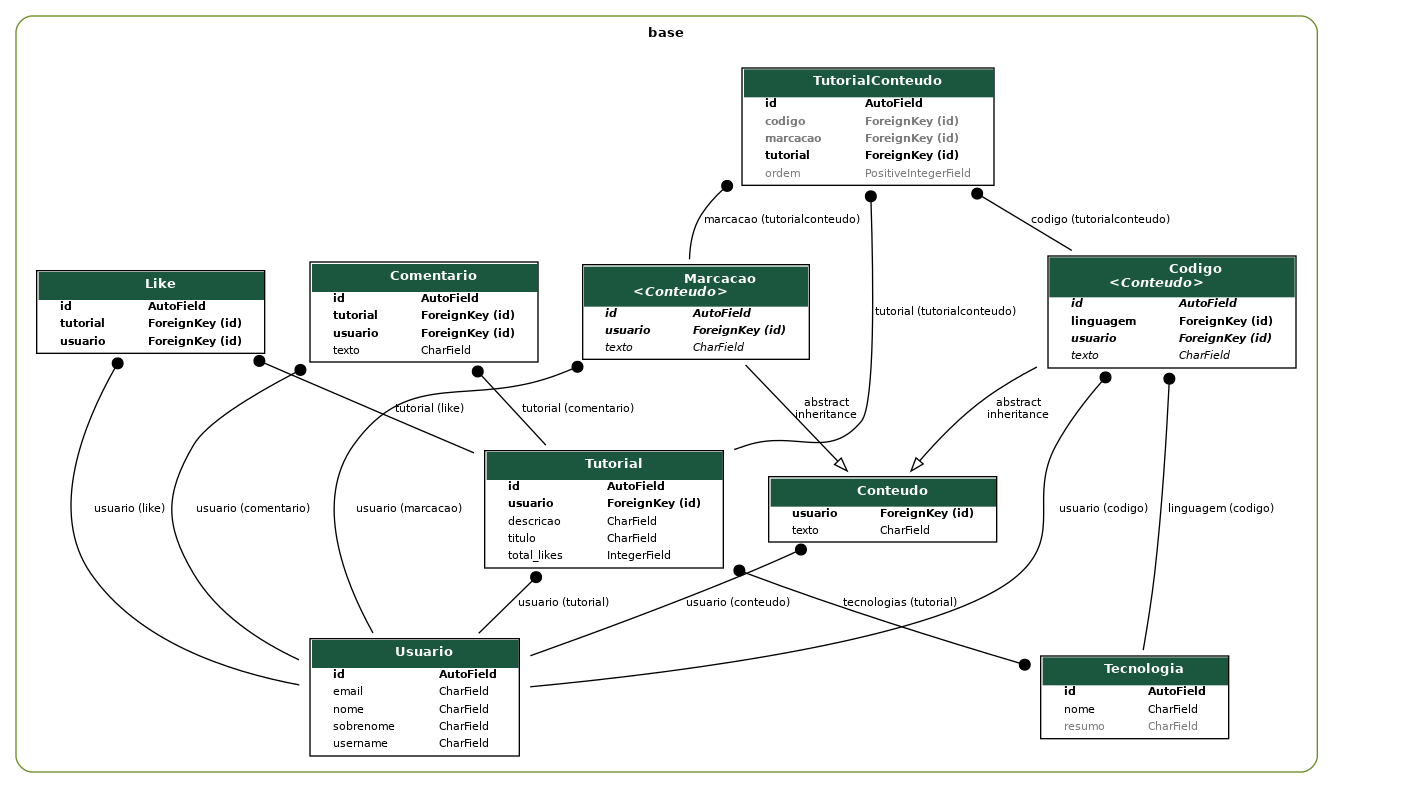 base
TutorialConteudo
id AutoField
codigo ForeignKey (id)
marcacao ForeignKey (id)
tutorial ForeignKey (id)
ordem PositiveIntegerField
marcacao (tutorialconteudo)
codigo (tutorialconteudo)
Like
id AutoField
tutorial ForeignKey (id)
usuario ForeignKey (id)
Comentario
id AutoField
tutorial ForeignKey (id)
usuario ForeignKey (id)
texto CharField
Marcacao
<Conteudo>
id AutoField
usuario ForeignKey (id)
texto CharField
tutorial (tutorialconteudo)
Codigo
<Conteudo>
id AutoField
linguagem ForeignKey (id)
usuario ForeignKey (id)
texto CharField
tutorial (like)
tutorial (comentario)
abstract
inheritance
abstract
inheritance
Tutorial
id AutoField
usuario ForeignKey (id)
descricao CharField
titulo CharField
total_likes IntegerField
Conteudo
usuario ForeignKey (id)
texto CharField
usuario (like)
usuario (comentario)
usuario (marcacao)
usuario (codigo)
linguagem (codigo)
usuario (tutorial)
usuario (conteudo)
tecnologias (tutorial)
Usuario
id AutoField
email CharField
nome CharField
sobrenome CharField
username CharField
Tecnologia
id AutoField
nome CharField
resumo CharField